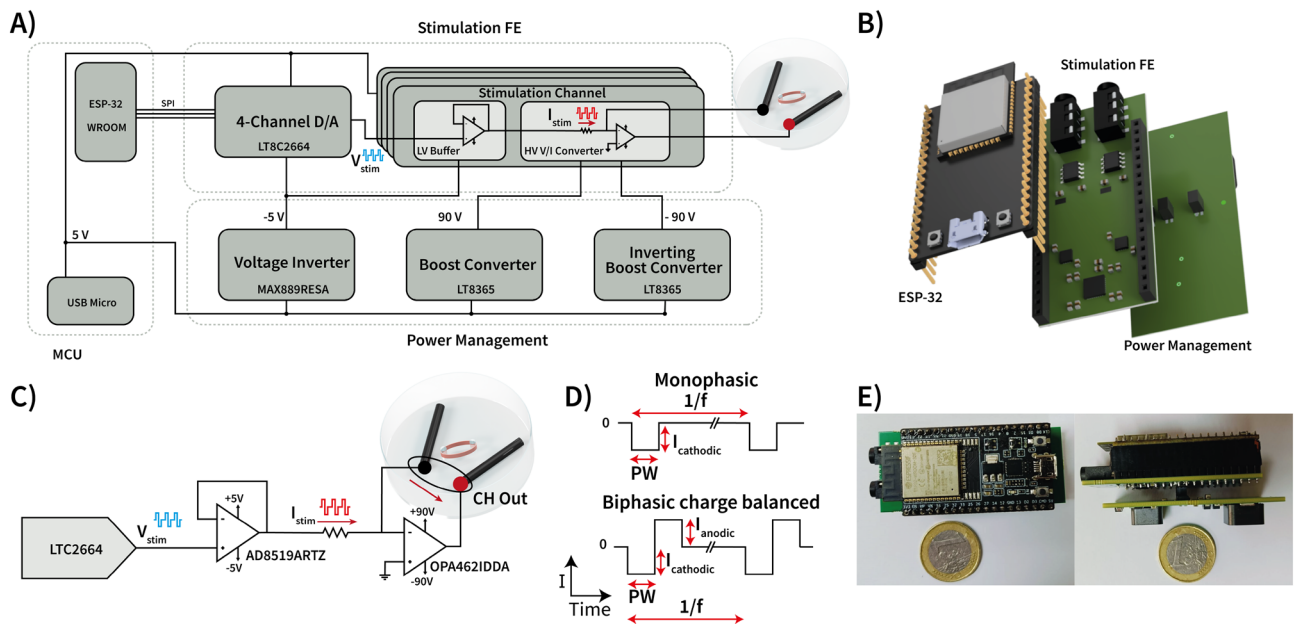 A)
Stimulation FE
ESP-32
WROOM
SPI
4-Channel D/A
LT8C2664
V stim
Stimulation Channel
LV Buffer
I stim
HV V/I Converter
-5 V
90 V
- 90 V
5 V
Voltage Inverter
MAX889RESA
Boost Converter
LT8365
Inverting
Boost Converter
LT8365
USB Micro
MCU
Power Management
B)
Stimulation FE
ESP-32
Power Management
C)
LTC2664
V stim
+5V
-5V
AD8519ARTZ
I stim
+90V
-90V
OPA462IDDA
CH Out
D)
Monophasic
1/f
0
I cathodic
PW
Biphasic charge balanced
I anodic
0
I cathodic
PW
I
Time
1/f
E)